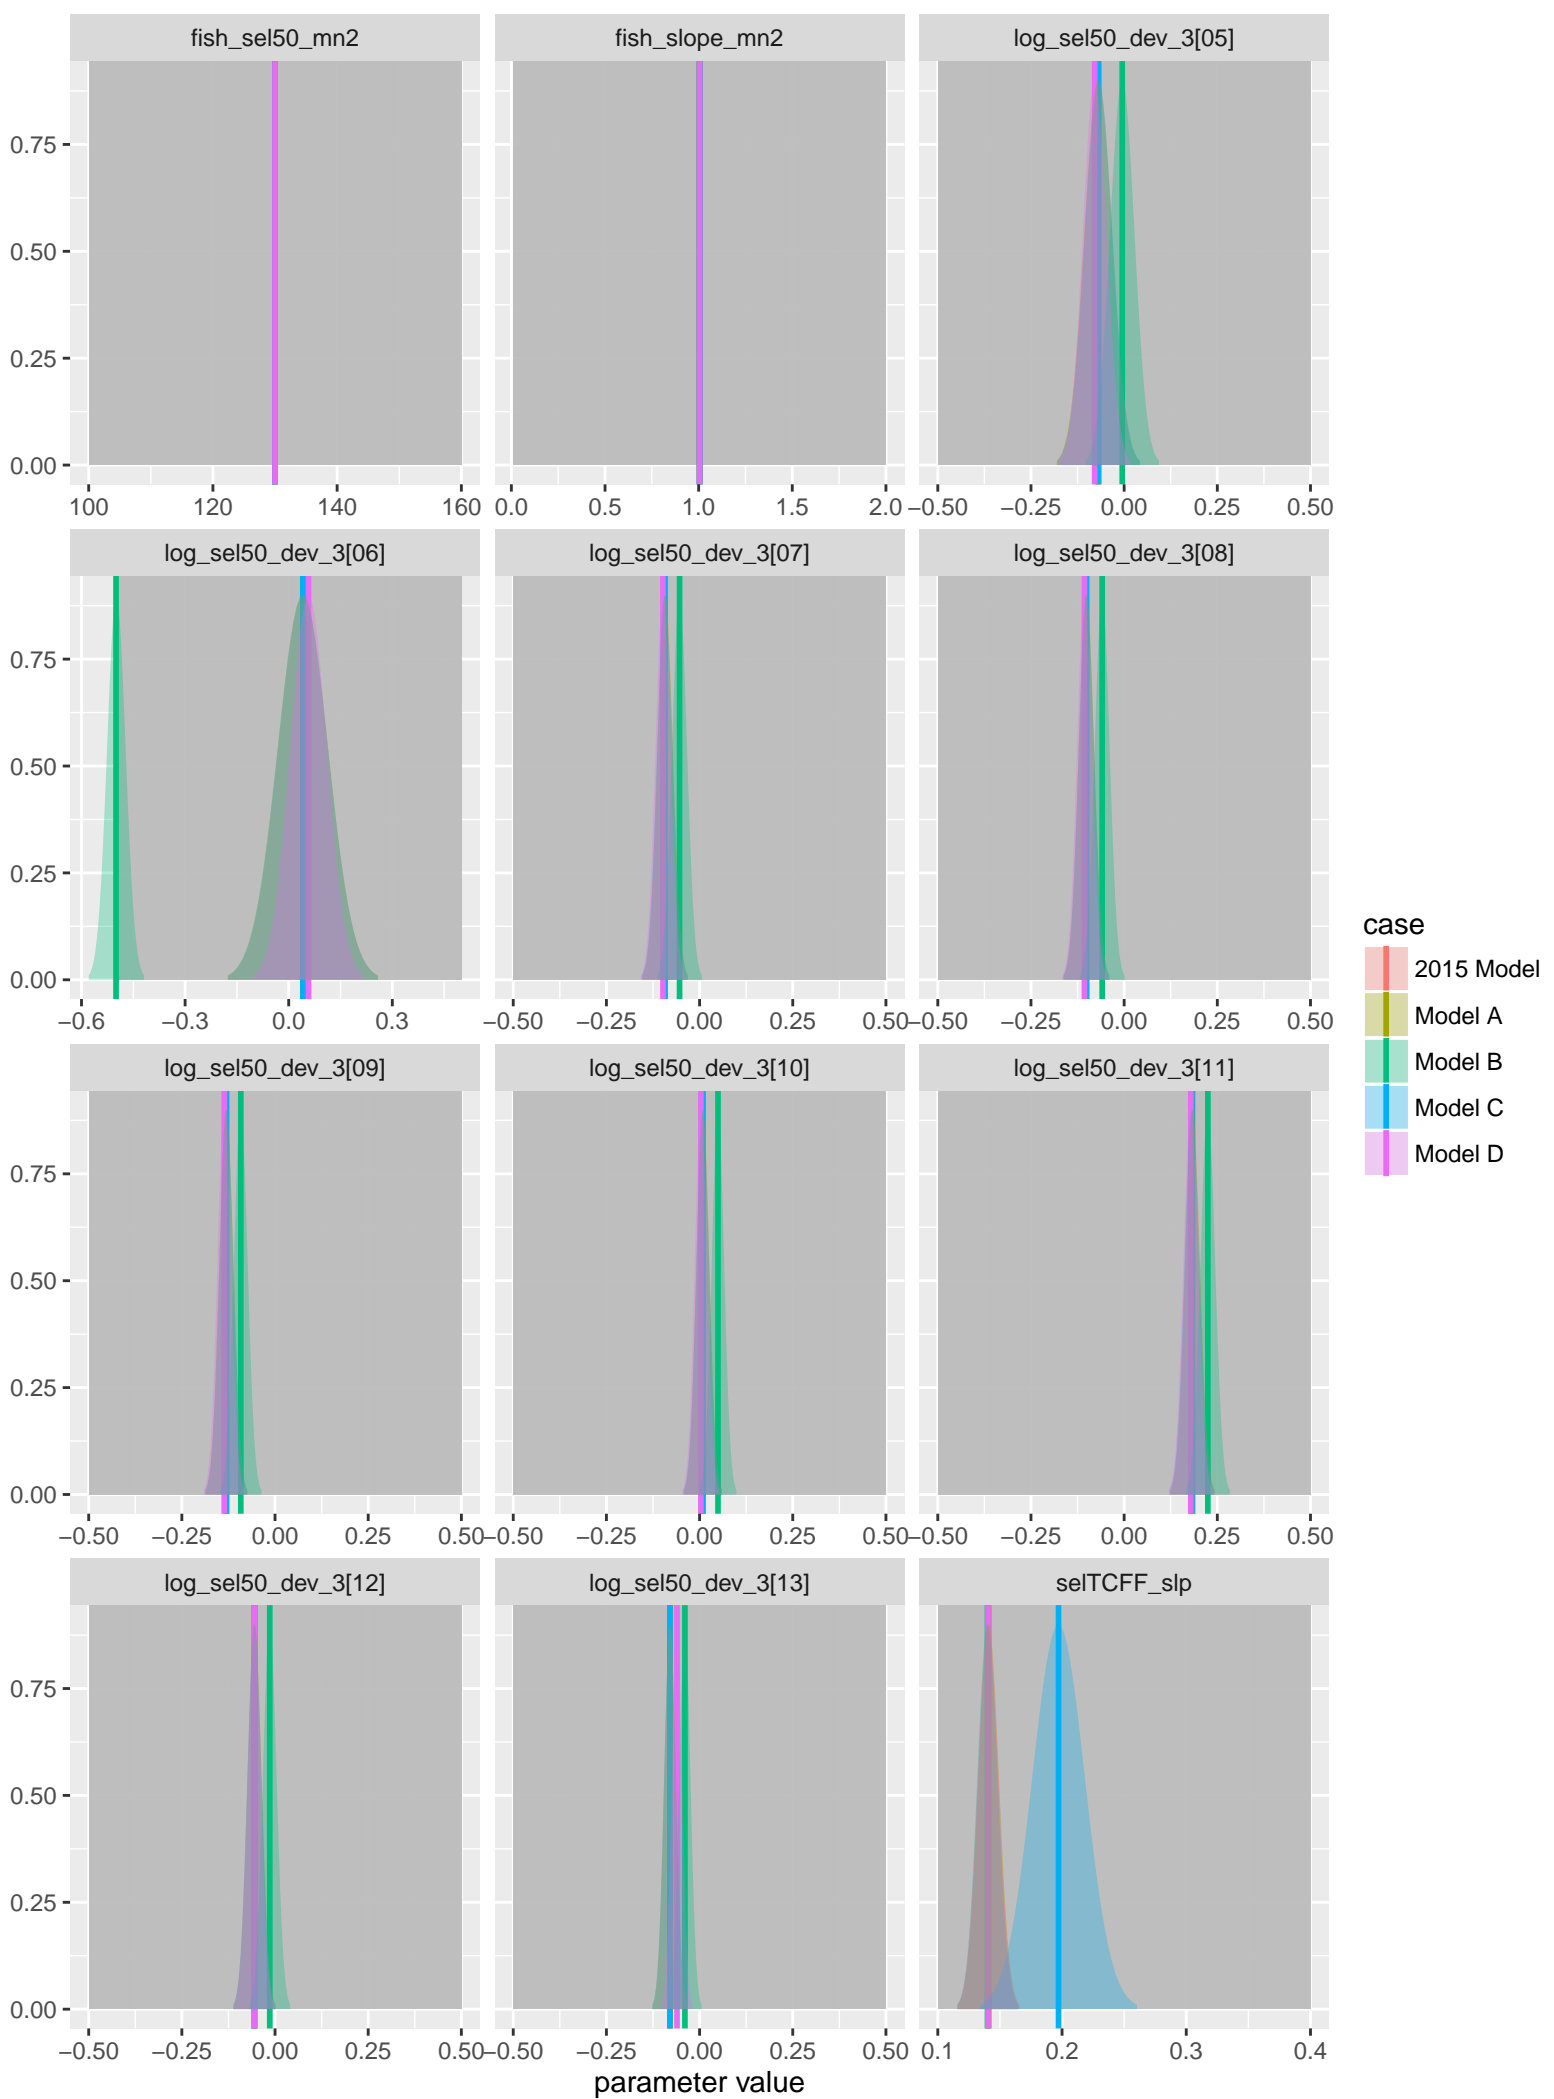 fish_sel50_mn2 fish_slope_mn2 log_sel50_dev_3[05]
0.75
0.50
0.25
0.00
100 120 140 160 0.0 0.5 1.0 1.5 2.0 −0.50 −0.25 0.00 0.25 0.50
log_sel50_dev_3[06] log_sel50_dev_3[07] log_sel50_dev_3[08]
0.75
0.50
0.25
0.00
−0.6 −0.3 0.0 0.3 −0.50 −0.25 0.00 0.25 0.50 −0.50 −0.25 0.00 0.25 0.50
log_sel50_dev_3[09] log_sel50_dev_3[10] log_sel50_dev_3[11]
0.75
0.50
0.25
0.00
−0.50 −0.25 0.00 0.25 0.50 −0.50 −0.25 0.00 0.25 0.50 −0.50 −0.25 0.00 0.25 0.50
log_sel50_dev_3[12] log_sel50_dev_3[13] selTCFF_slp
0.75
0.50
0.25
0.00
−0.50 −0.25 0.00 0.25 0.50 −0.50 −0.25 0.00 0.25 0.50 0.1 0.2 0.3 0.4
parameter value
case
2015 Model
Model A
Model B
Model C
Model D